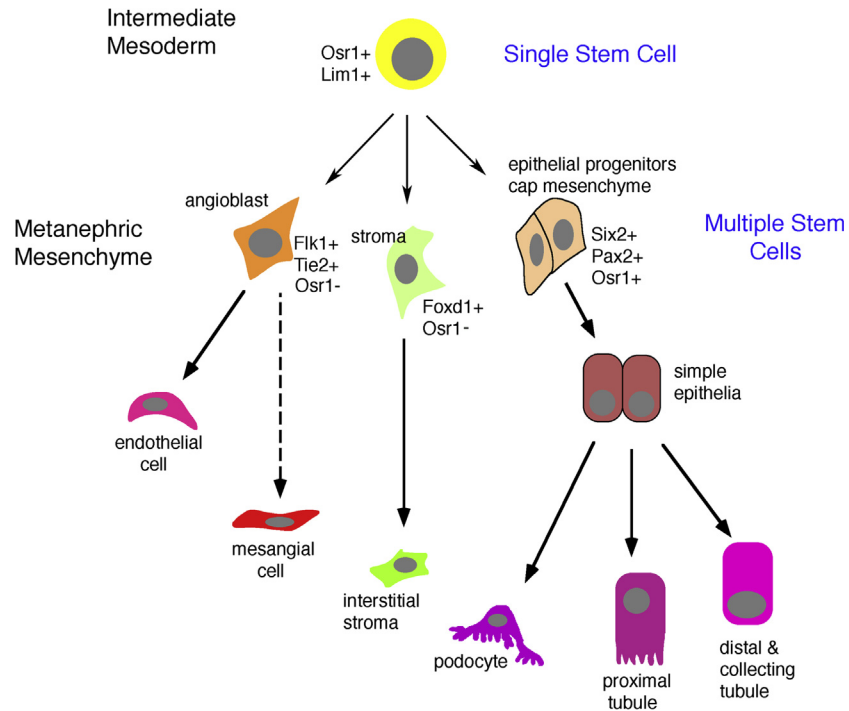 Intermediate
Mesoderm
Osr1+
Lim1+
Single Stem Cell
angioblast
stroma
epithelial progenitors
cap mesenchyme
Metanephric
Mesenchyme
Flk1+
Tie2+
Osr1-
Foxd1+
Osr1-
Six2+
Pax2+
Osr1+
Multiple Stem
Cells
simple
epithelia
endothelial
cell
mesangial
cell
interstitial
stroma
podocyte
proximal
tubule
distal &
collecting
tubule